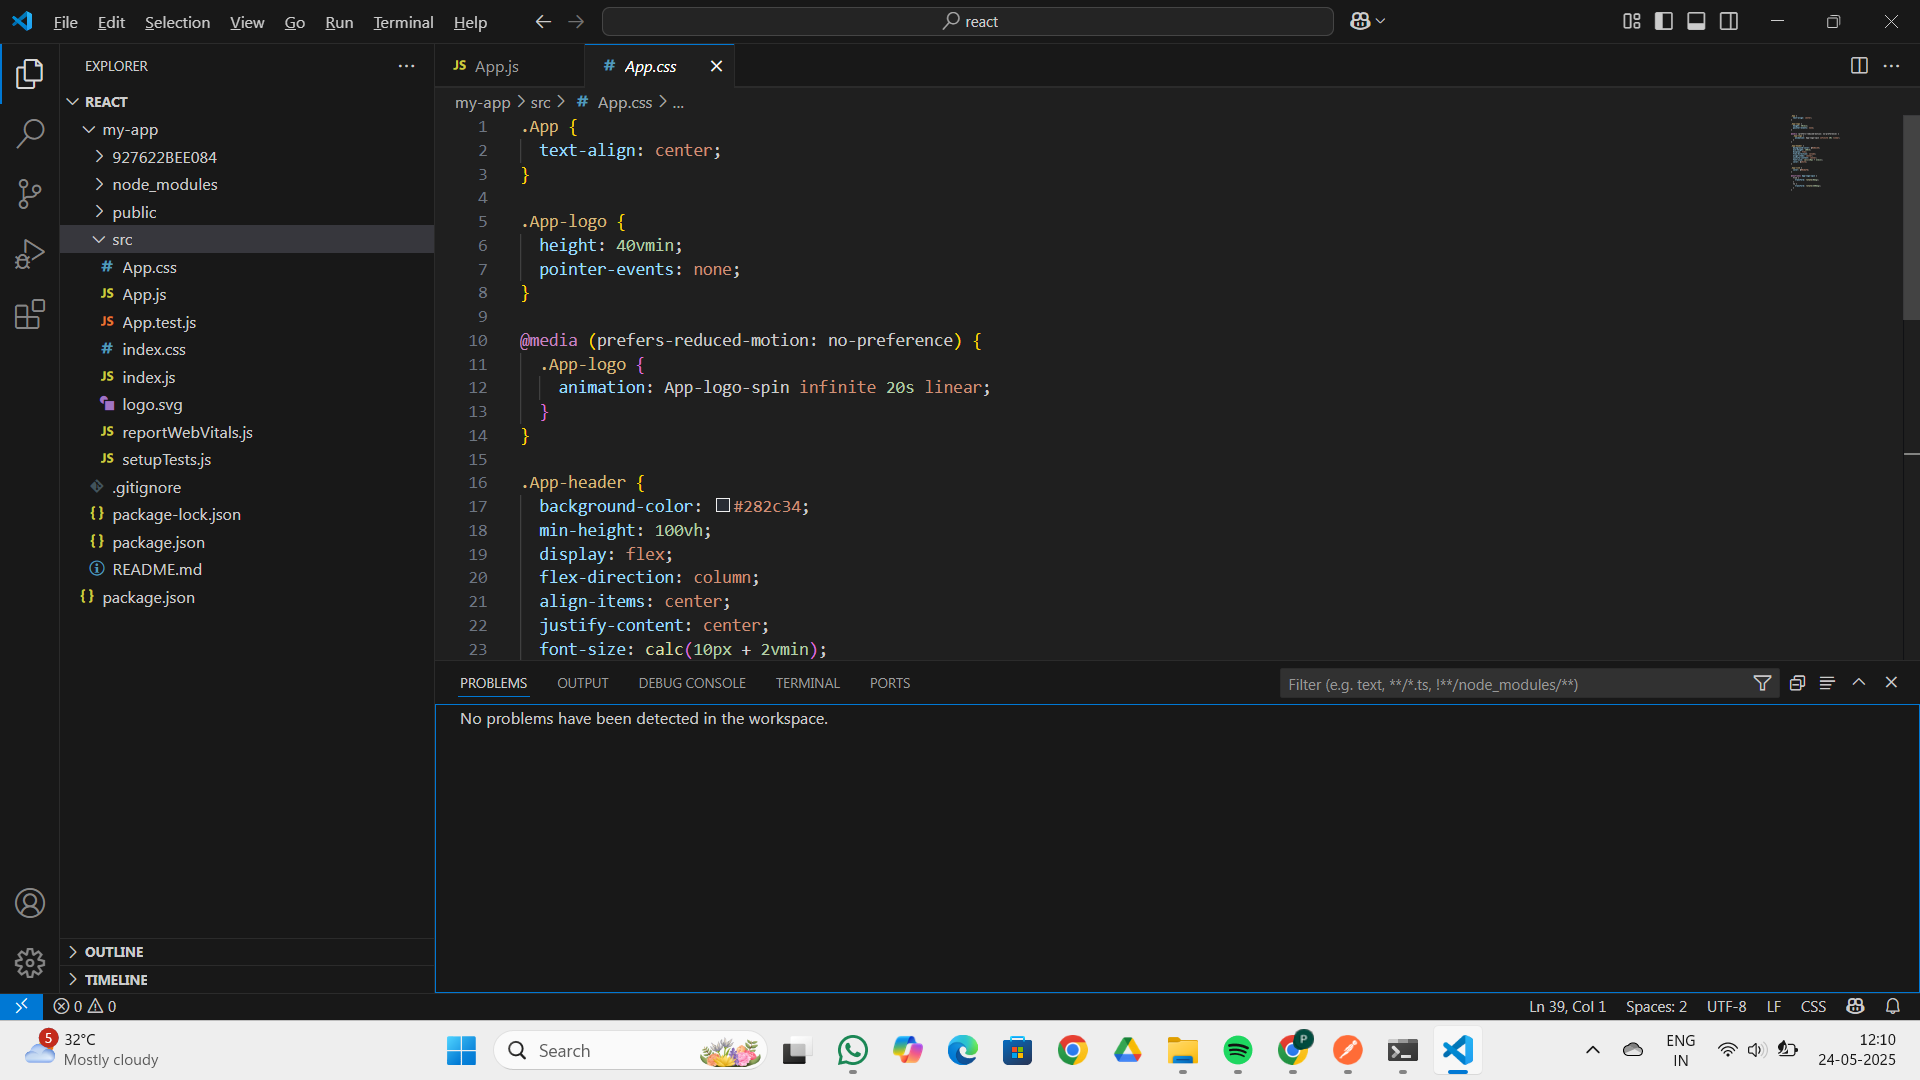 File Edit Selection View Go Run Terminal Help
react
EXPLORER
REACT
my-app
927622BEE084
node_modules
public
src
# App.css
JS App.js
JS App.test.js
# index.css
JS index.js
logo.svg
JS reportWebVitals.js
JS setupTests.js
.gitignore
{} package-lock.json
{} package.json
README.md
{} package.json
OUTLINE
TIMELINE
JS App.js
# App.css
my-app > src > # App.css > ...
1 .App {
2 text-align: center;
3 }
4
5 .App-logo {
6 height: 40vmin;
7 pointer-events: none;
8 }
9
10 @media (prefers-reduced-motion: no-preference) {
11 .App-logo {
12 animation: App-logo-spin infinite 20s linear;
13 }
14 }
15
16 .App-header {
17 background-color: #282c34;
18 min-height: 100vh;
19 display: flex;
20 flex-direction: column;
21 align-items: center;
22 justify-content: center;
23 font-size: calc(10px + 2vmin);
PROBLEMS OUTPUT DEBUG CONSOLE TERMINAL PORTS
Filter (e.g. text, **/*.ts, !**/node_modules/**)
No problems have been detected in the workspace.
0 0
Ln 39, Col 1 Spaces: 2 UTF-8 LF CSS
5
32°C
Mostly cloudy
Search
P
ENG
IN
12:10
24-05-2025